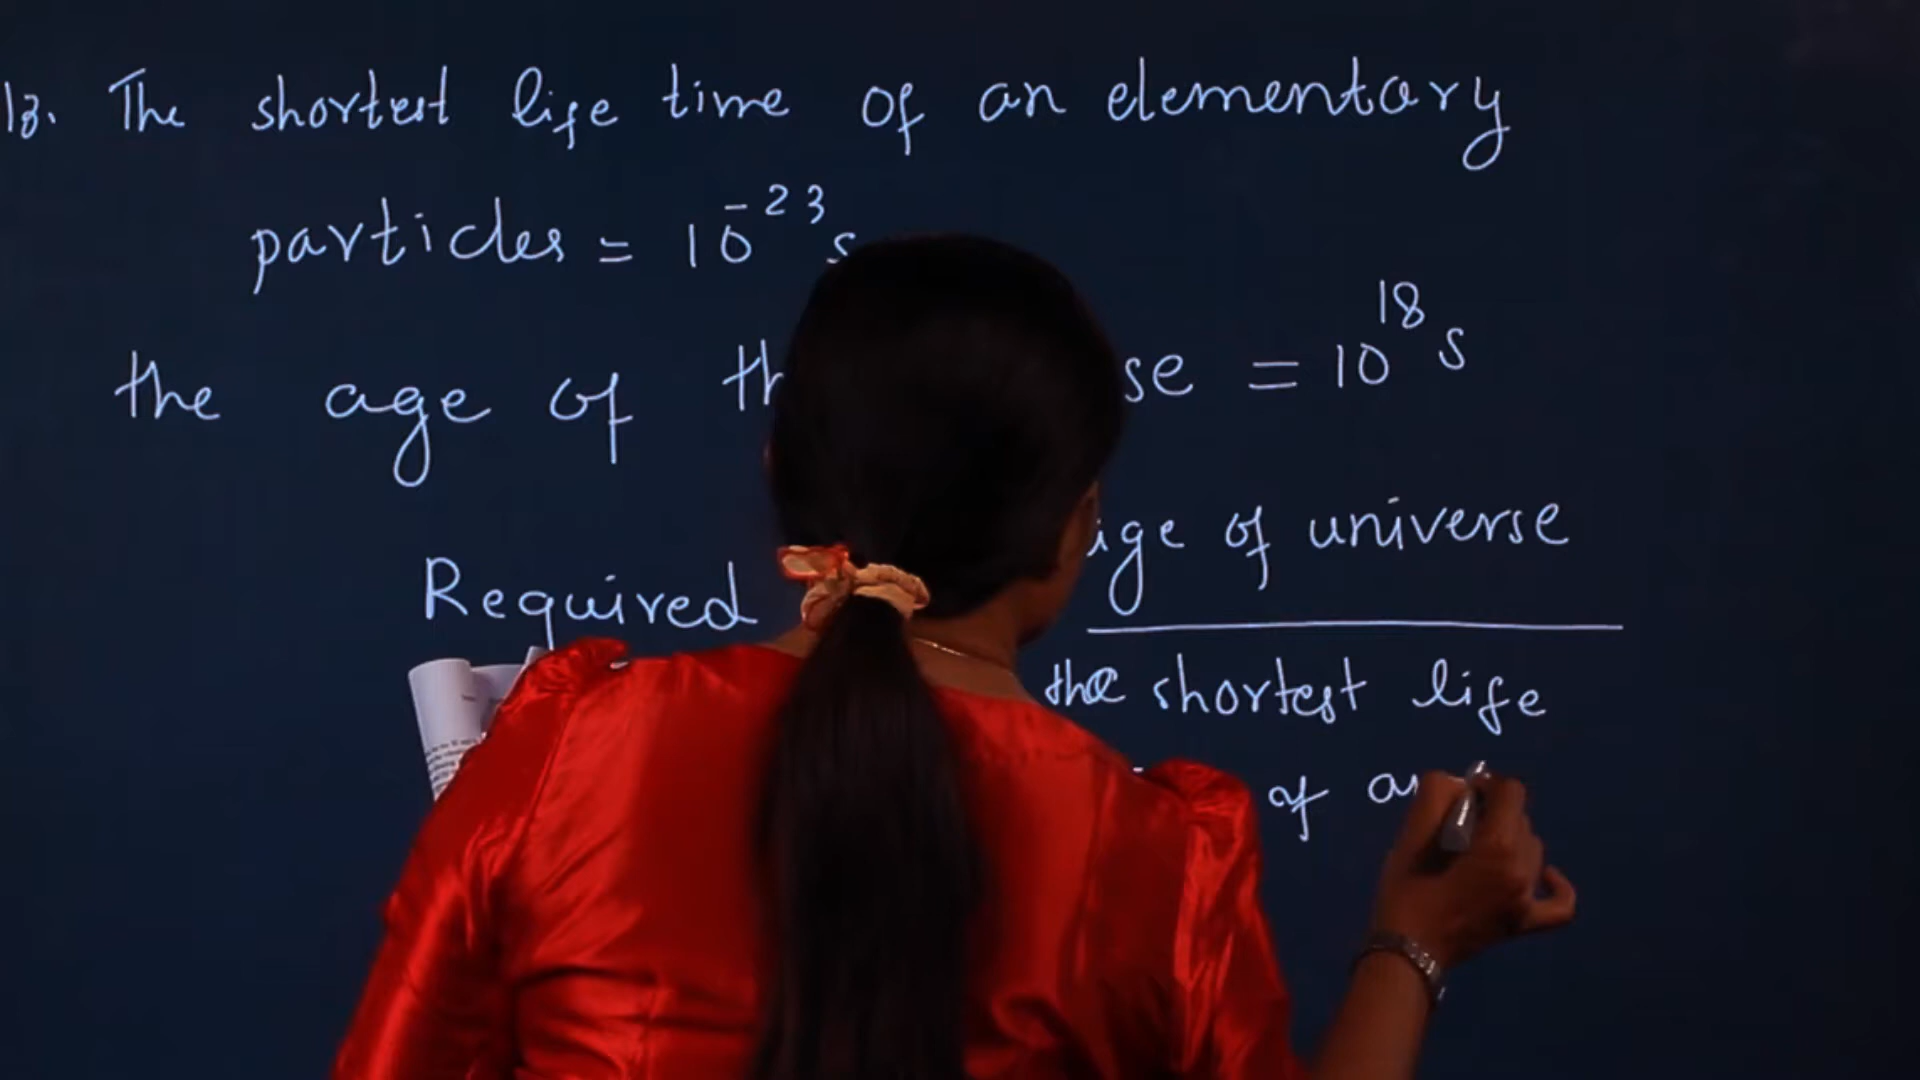 13. The shortest life time of an elementary
particles = 10⁻²³ s
the age of th se = 10¹⁸ s
Required age of universe
the shortest life
of an